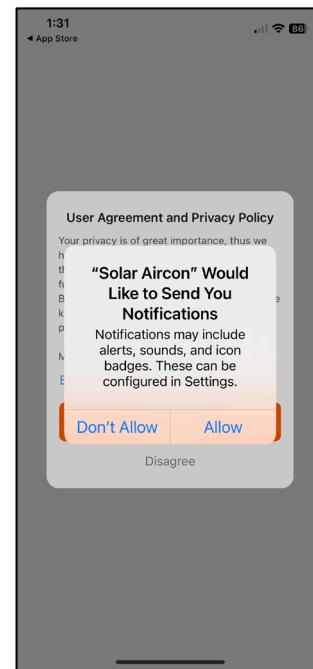 1:31
86
◀ App Store
User Agreement and Privacy Policy
Your privacy is of great importance, thus we
"Solar Aircon" Would
Like to Send You
Notifications
Notifications may include
alerts, sounds, and icon
badges. These can be
configured in Settings.
Don't Allow
Allow
Disagree